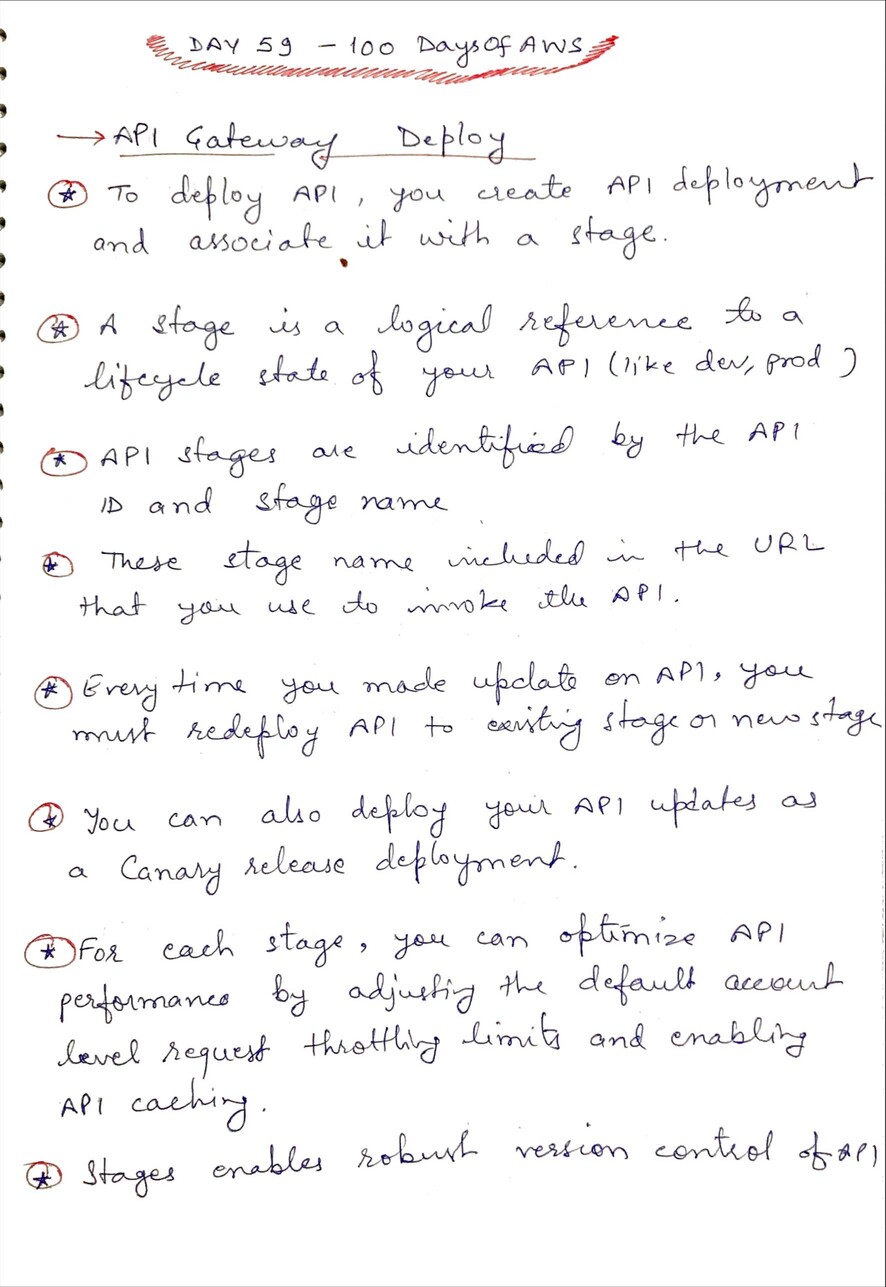 DAY 59 - 100 Days Of AWS
→ API Gateway Deploy
To deploy API, you create API deployment
and associate it with a stage.
A stage is a logical reference to a
lifecycle state of your API (like dev, prod)
API stages are identified by the API
ID and stage name
These stage name included in the URL
that you use to invoke the API.
Every time you made update on API, you
must redeploy API to existing stage or new stage
You can also deploy your API updates as
a Canary release deployment.
For each stage, you can optimize API
performance by adjusting the default account
level request throttling limits and enabling
API caching.
Stages enables robust version control of API